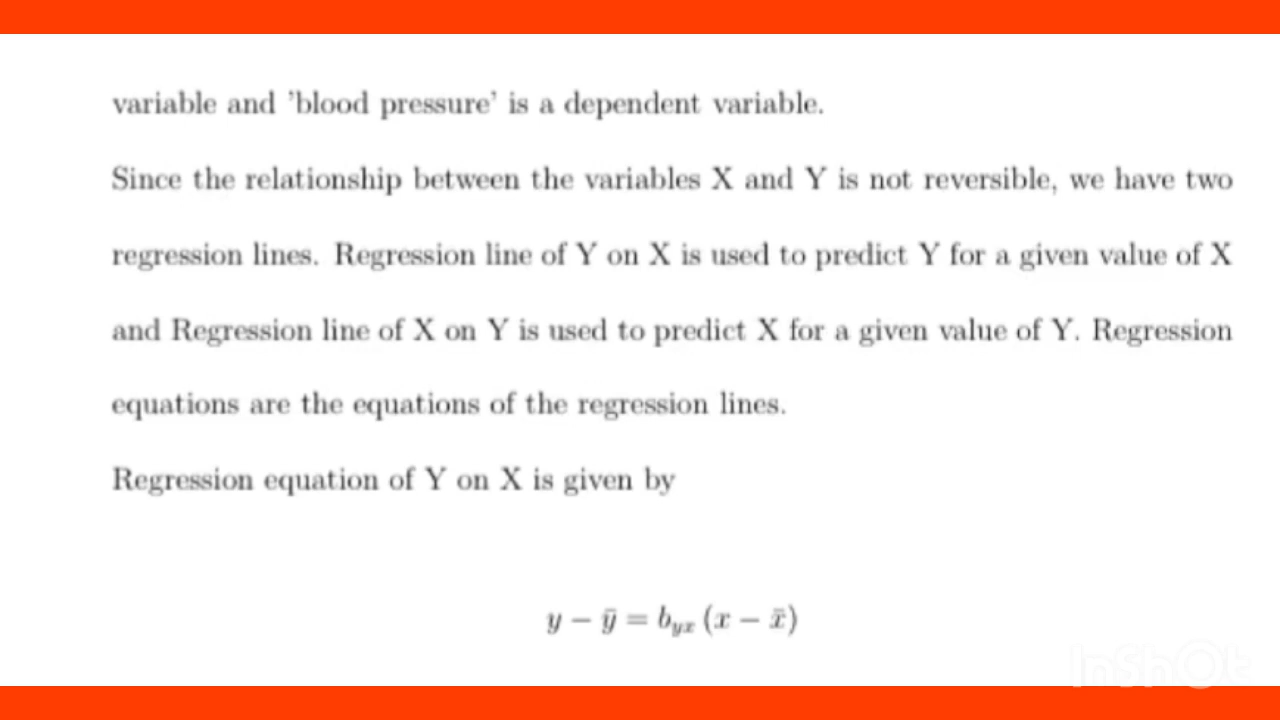 variable and ’blood pressure’ is a dependent variable.
Since the relationship between the variables X and Y is not reversible, we have two
regression lines. Regression line of Y on X is used to predict Y for a given value of X
and Regression line of X on Y is used to predict X for a given value of Y. Regression
equations are the equations of the regression lines.
Regression equation of Y on X is given by
y − ȳ = b_{yx} (x − x̄)
InShOt